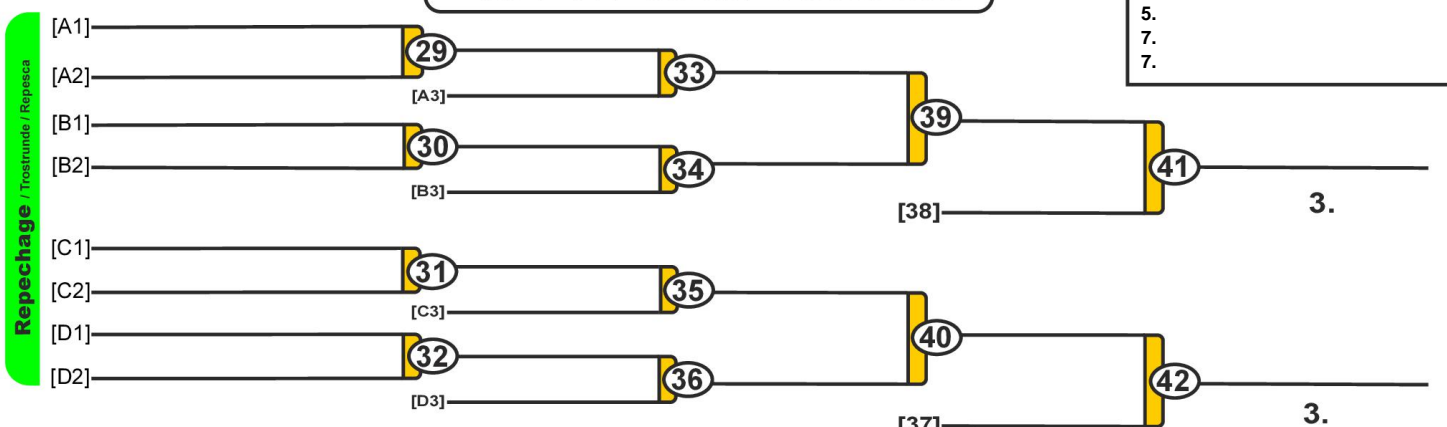 5.
7.
7.
Repechage / Trostrunde / Repesca
[A1]
29
[A2]
33
[A3]
39
[B1]
30
[B2]
34
[B3]
41
[38]
3.
[C1]
31
[C2]
35
[C3]
40
[D1]
32
[D2]
36
[D3]
42
3.
[37]